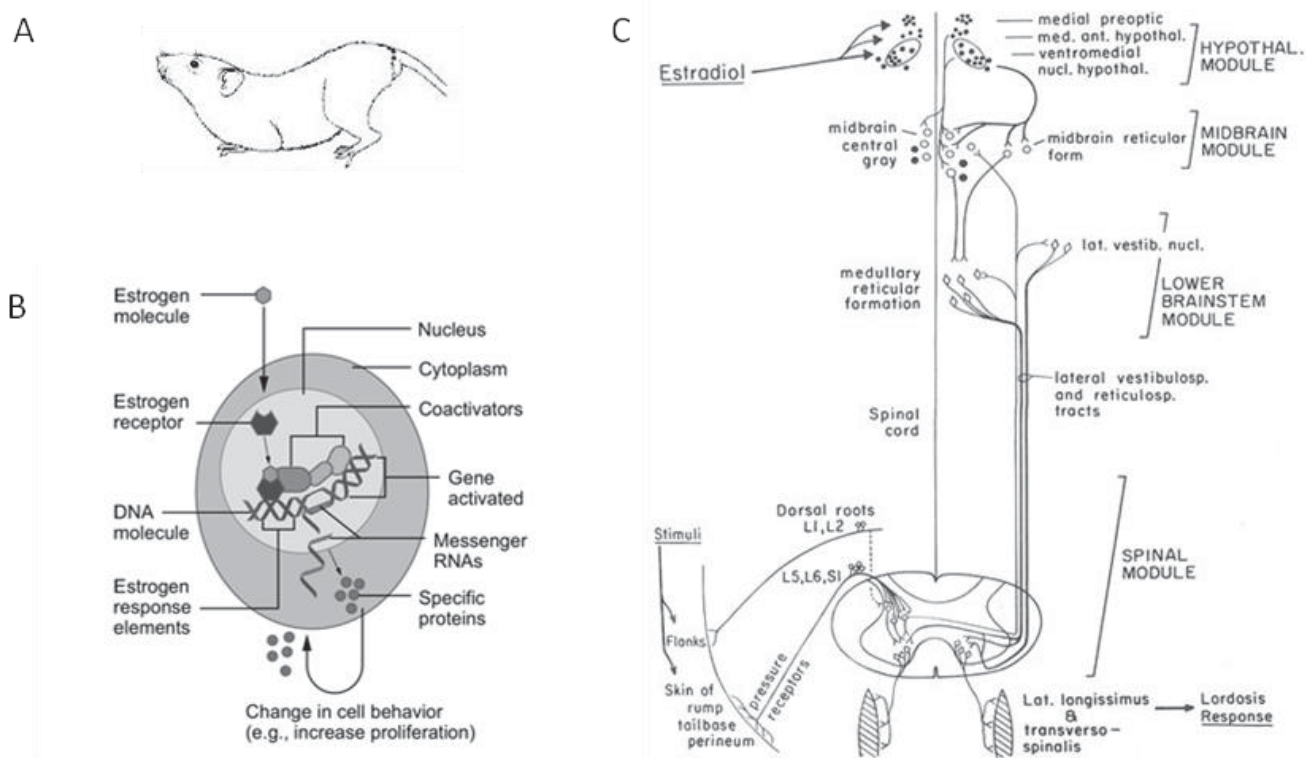 A
B
Estrogen
molecule
Estrogen
receptor
DNA
molecule
Estrogen
response
elements
Nucleus
Cytoplasm
Coactivators
Gene
activated
Messenger
RNAs
Specific
proteins
Change in cell behavior
(e.g., increase proliferation)
C
Estradiol
medial preoptic
med. ant. hypothal.
ventromedial
nucl. hypothal.
HYPOTHAL.
MODULE
midbrain
central
gray
midbrain reticular
form
MIDBRAIN
MODULE
lat. vestib. nucl.
medullary
reticular
formation
LOWER
BRAINSTEM
MODULE
lateral vestibulosp.
and reticulosp.
tracts
Spinal
cord
Dorsal roots
L1, L2
L5, L6, S1
SPINAL
MODULE
Stimuli
Flanks
Skin of
rump
tailbase
perineum
pressure
receptors
Lat. longissimus
&
transverso-
spinalis
Lordosis
Response